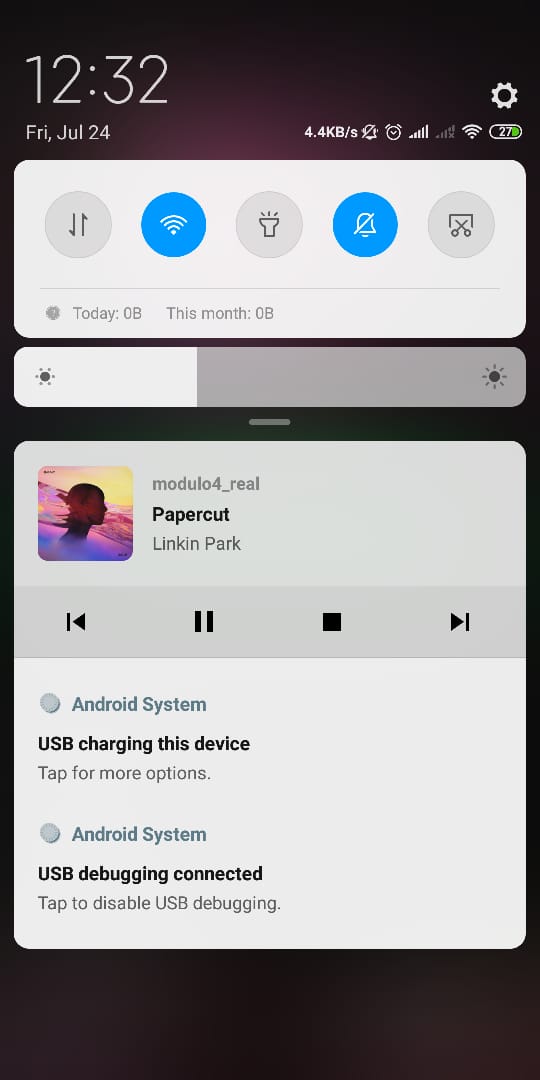 12:32
Fri, Jul 24
4.4KB/s
27
Today: 0B This month: 0B
modulo4_real
Papercut
Linkin Park
Android System
USB charging this device
Tap for more options.
Android System
USB debugging connected
Tap to disable USB debugging.